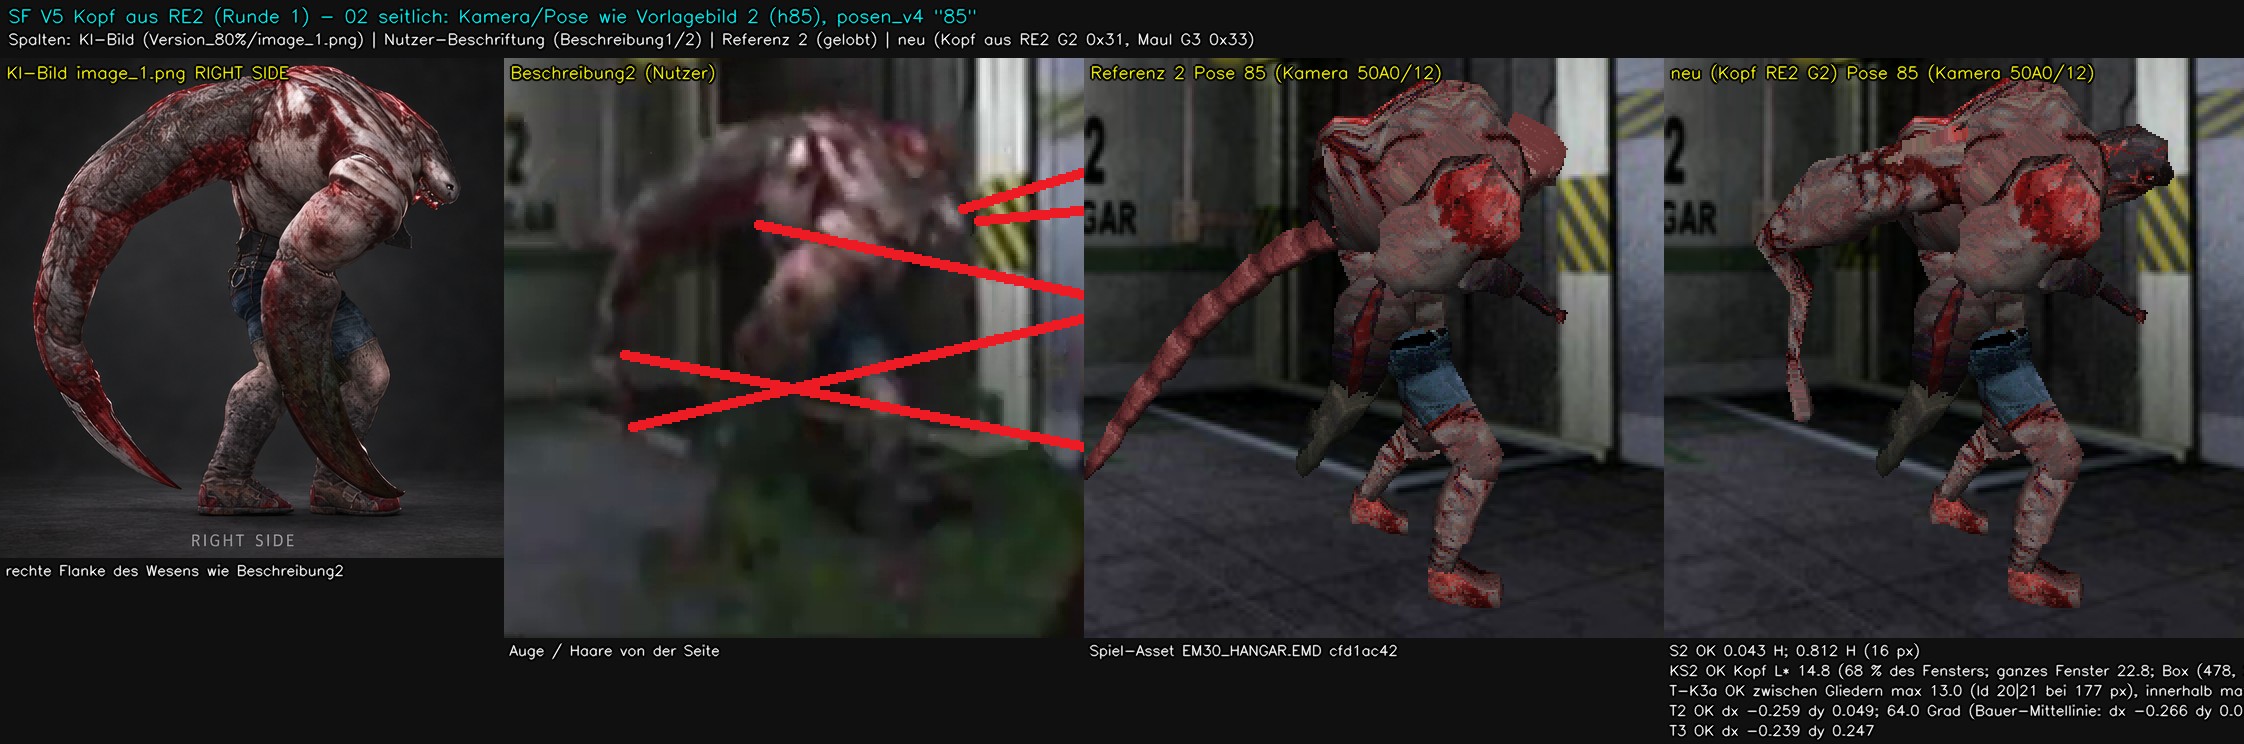 SF V5 Kopf aus RE2 (Runde 1) – 02 seitlich: Kamera/Pose wie Vorlagebild 2 (h85), posen_v4 "85"
Spalten: KI-Bild (Version_80%/image_1.png) | Nutzer-Beschriftung (Beschreibung1/2) | Referenz 2 (gelobt) | neu (Kopf aus RE2 G2 0x31, Maul G3 0x33)
KI-Bild image_1.png RIGHT SIDE
Beschreibung2 (Nutzer)
Referenz 2 Pose 85 (Kamera 50A0/12)
neu (Kopf RE2 G2) Pose 85 (Kamera 50A0/12)
2
2
GAR
2
GAR
RIGHT SIDE
rechte Flanke des Wesens wie Beschreibung2
Auge / Haare von der Seite
Spiel-Asset EM30_HANGAR.EMD cfd1ac42
S2 OK 0.043 H; 0.812 H (16 px)
KS2 OK Kopf L* 14.8 (68 % des Fensters; ganzes Fenster 22.8; Box (478,
T-K3a OK zwischen Gliedern max 13.0 (Id 20|21 bei 177 px), innerhalb ma
T2 OK dx -0.259 dy 0.049; 64.0 Grad (Bauer-Mittellinie: dx -0.266 dy 0.0
T3 OK dx -0.239 dy 0.247